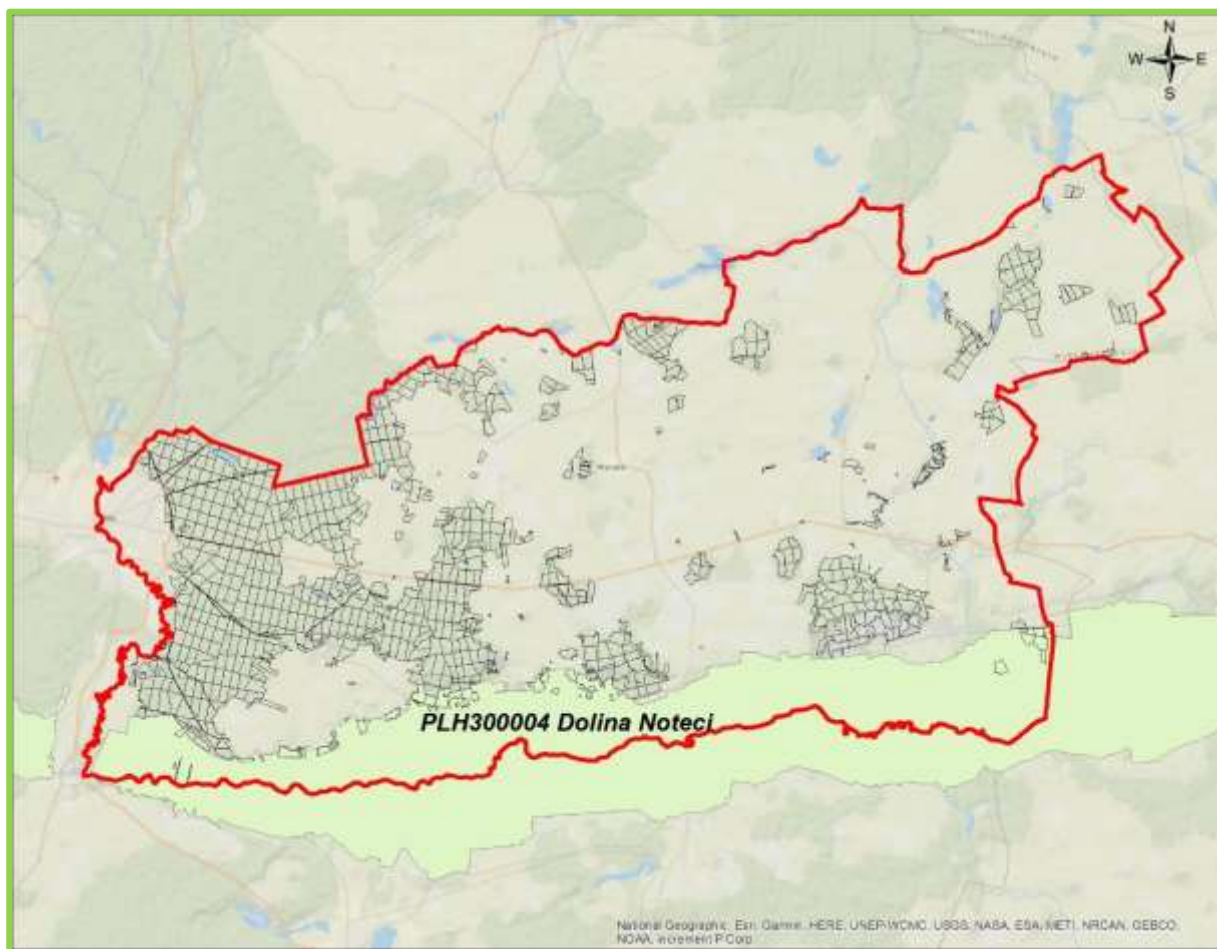 N
W E
S
PLH300004 Dolina Noteci
National Geographic, Esri, Garmin, HERE, UNEP-WCMC, USGS, NASA, ESA, METI, NRCAN, GEBCO,
NOAA, increment P Corp.